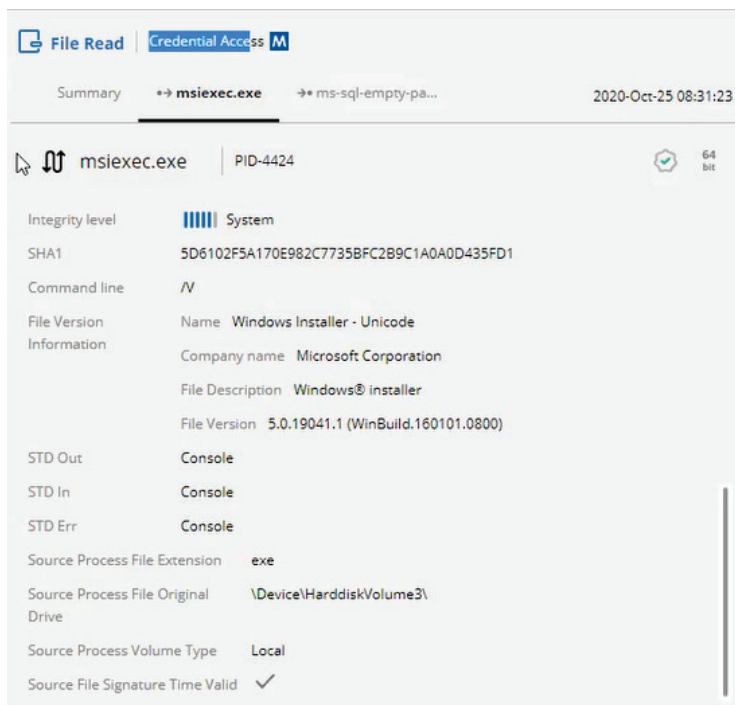 File Read Credential Access M
Summary msiexec.exe ms-sql-empty-pa... 2020-Oct-25 08:31:23
msiexec.exe PID-4424 64
bit
Integrity level System
SHA1 5D6102F5A170E982C7735BFC2B9C1A0A0D435FD1
Command line /V
File Version Name Windows Installer - Unicode
Information
Company name Microsoft Corporation
File Description Windows® installer
File Version 5.0.19041.1 (WinBuild.160101.0800)
STD Out Console
STD In Console
STD Err Console
Source Process File Extension exe
Source Process File Original \Device\HarddiskVolume3\
Drive
Source Process Volume Type Local
Source File Signature Time Valid